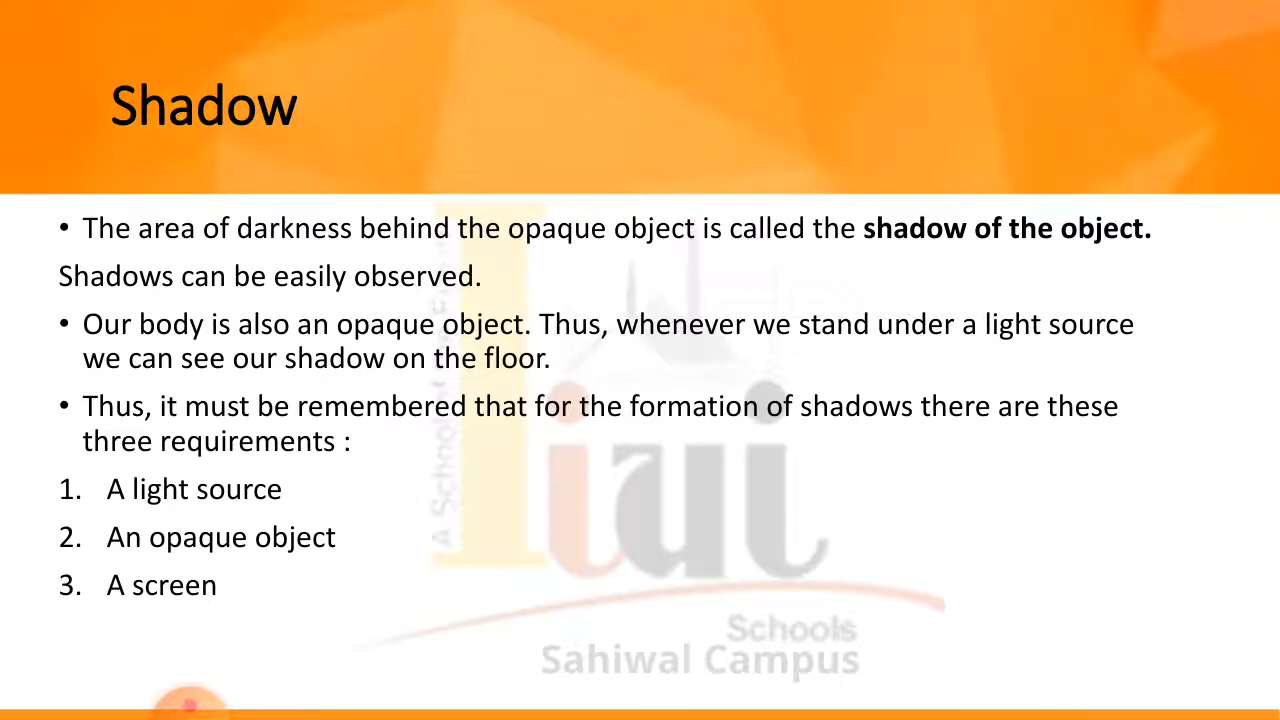 Shadow
• The area of darkness behind the opaque object is called the shadow of the object.
Shadows can be easily observed.
• Our body is also an opaque object. Thus, whenever we stand under a light source
we can see our shadow on the floor.
• Thus, it must be remembered that for the formation of shadows there are these
three requirements :
1. A light source
2. An opaque object
3. A screen
iiui
Schools
Sahiwal Campus